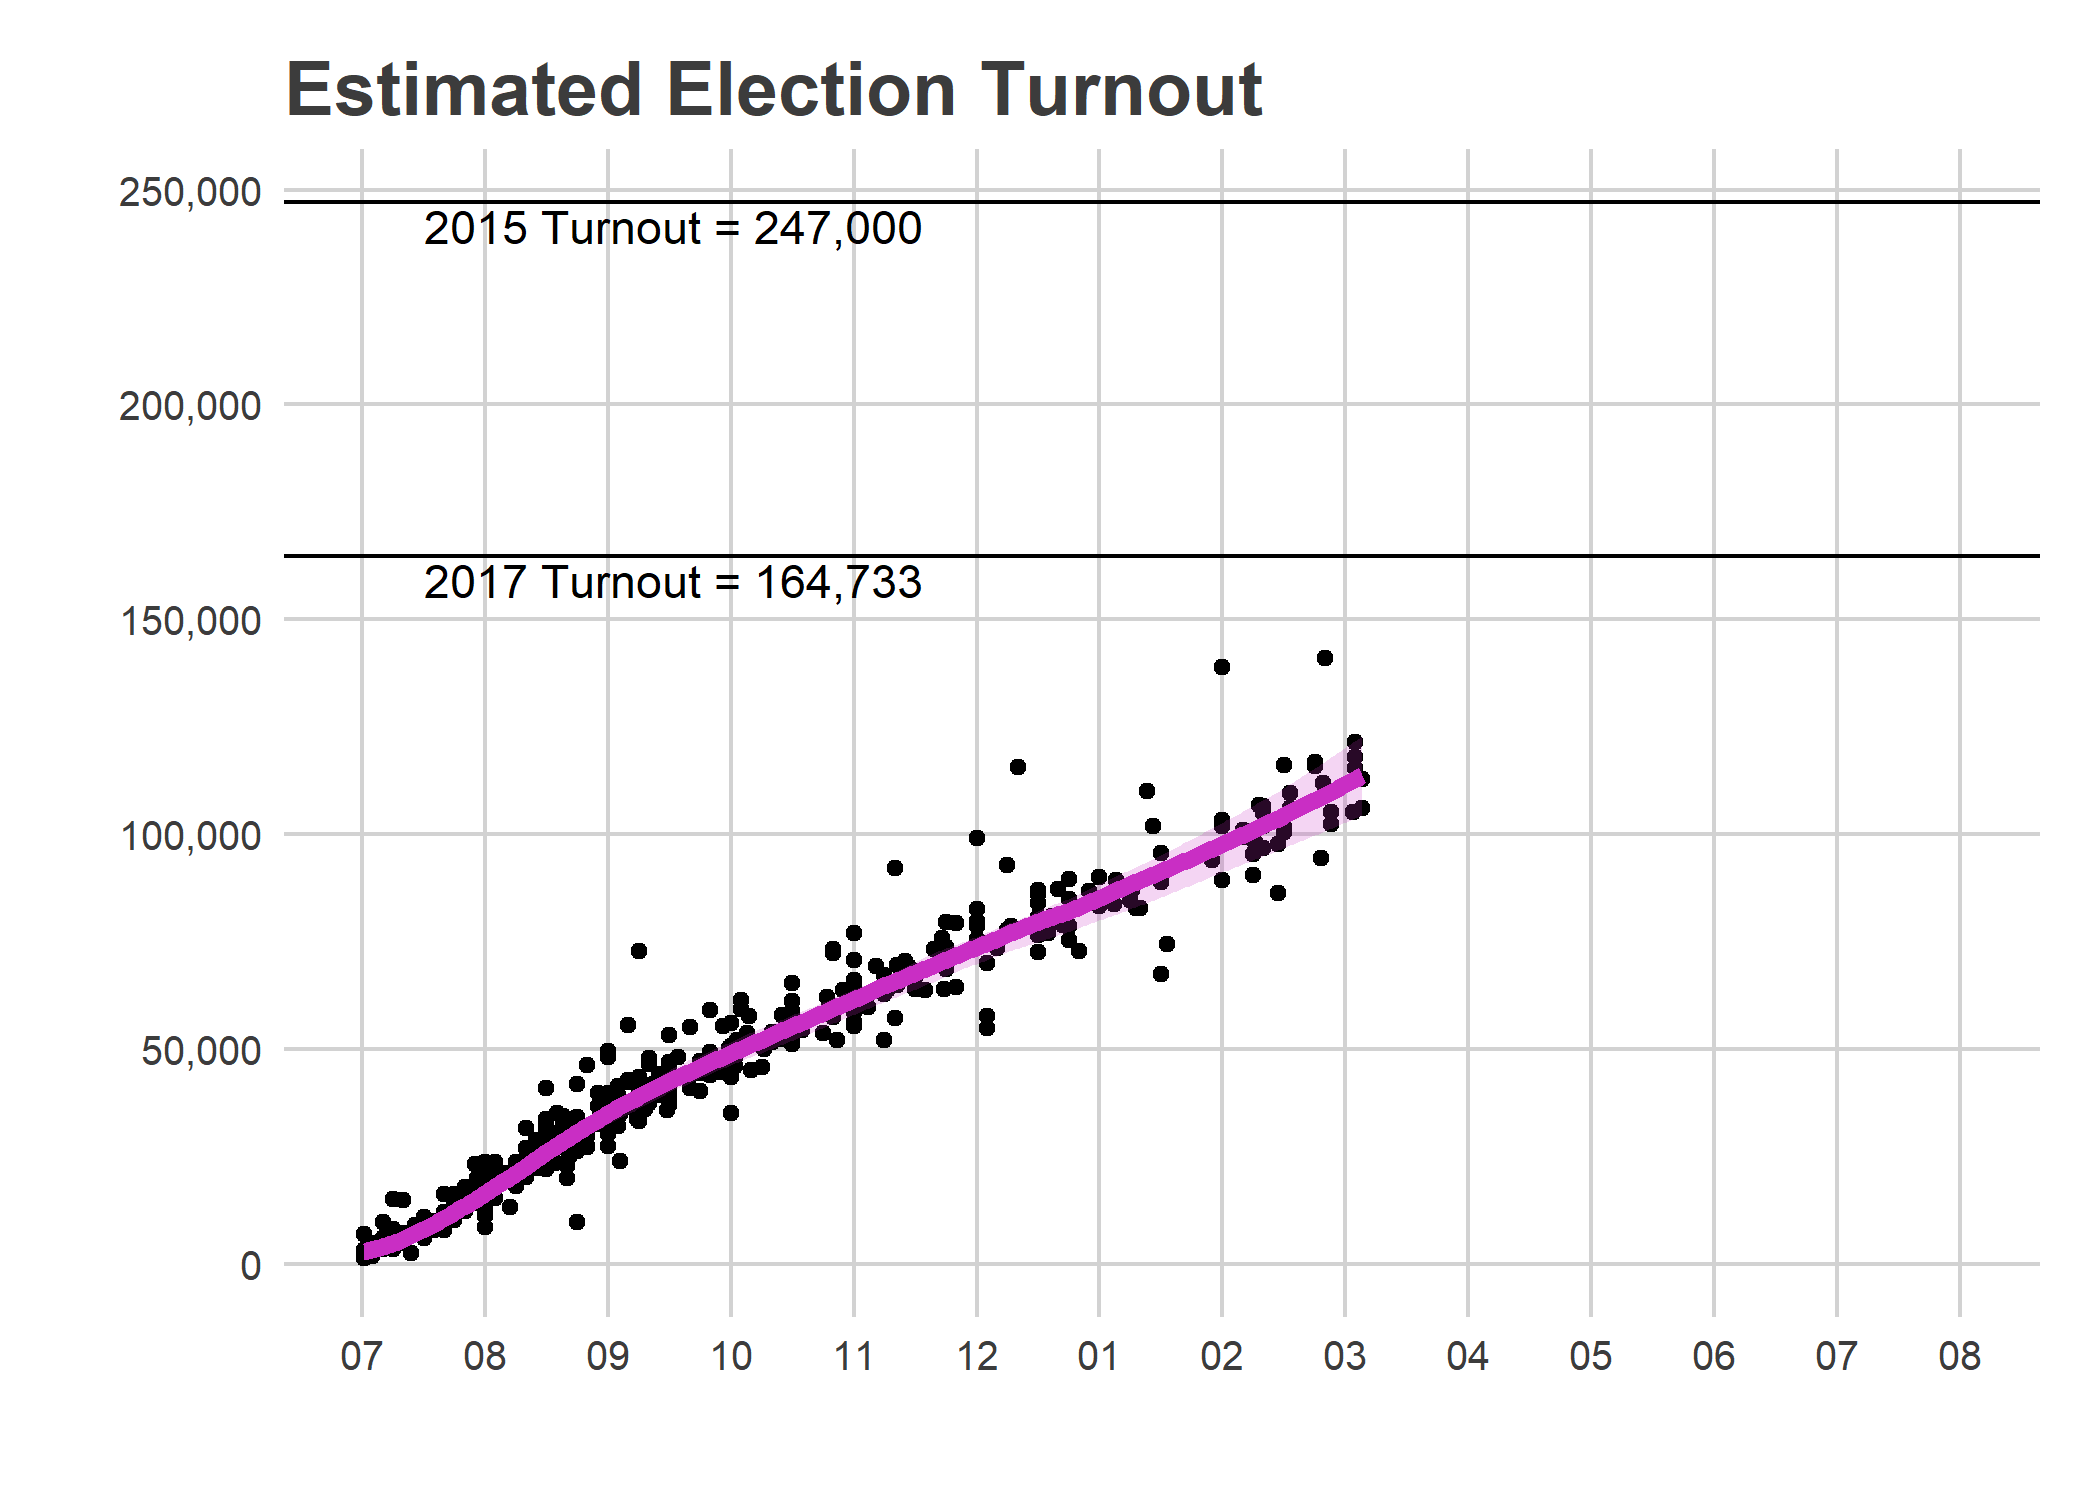 Estimated Election Turnout
250,000
2015 Turnout = 247,000
200,000
2017 Turnout = 164,733
150,000
100,000
50,000
0
07 08 09 10 11 12 01 02 03 04 05 06 07 08